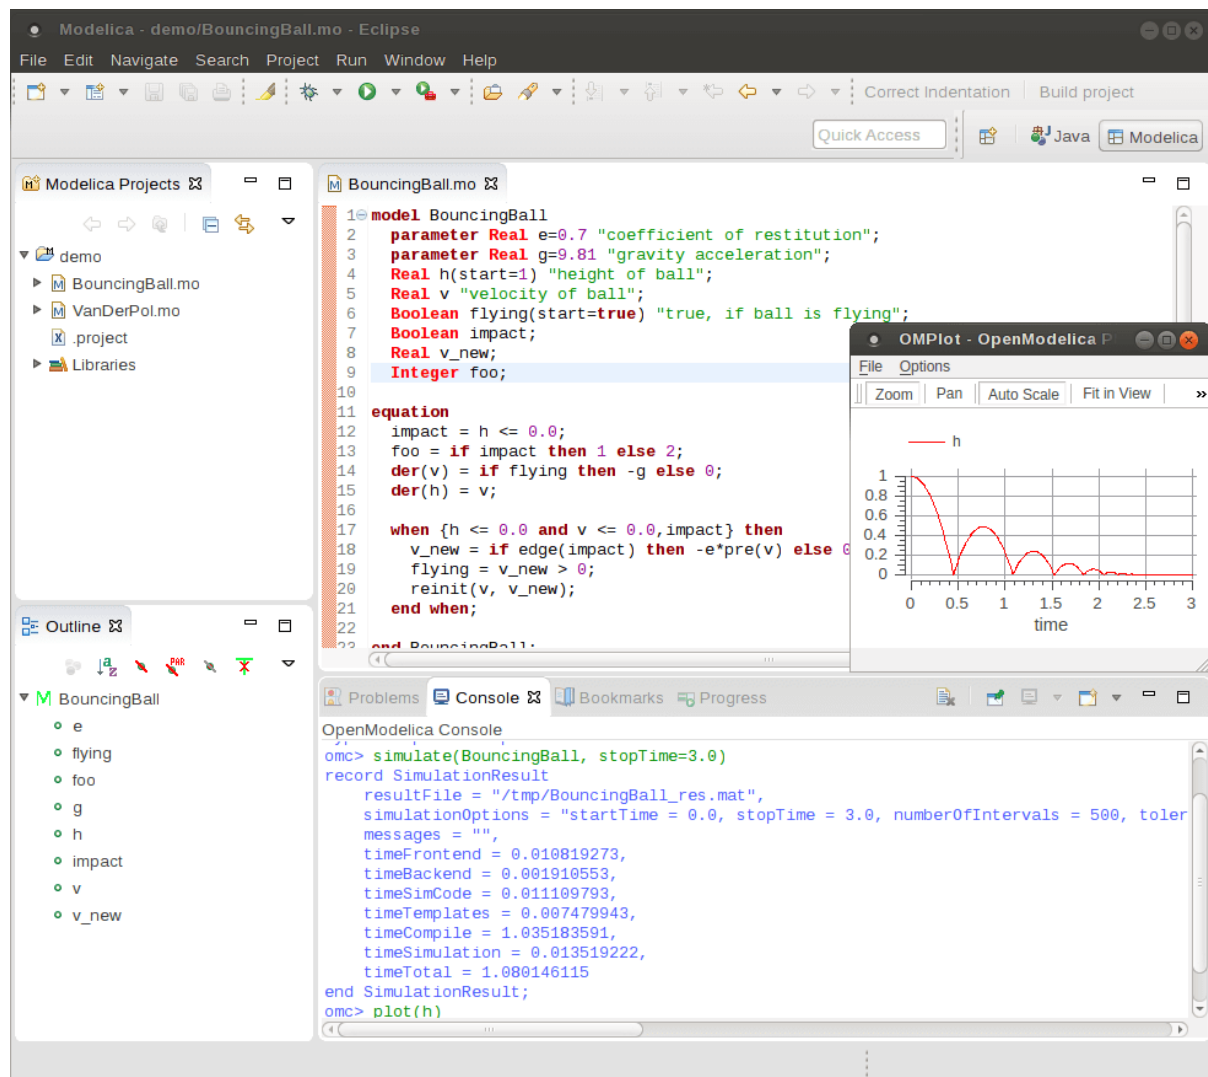 Modelica - demo/BouncingBall.mo - Eclipse
File Edit Navigate Search Project Run Window Help
Correct Indentation Build project
Quick Access Java Modelica
Modelica Projects
demo
BouncingBall.mo
VanDerPol.mo
.project
Libraries
BouncingBall.mo
1 model BouncingBall
2 parameter Real e=0.7 "coefficient of restitution";
3 parameter Real g=9.81 "gravity acceleration";
4 Real h(start=1) "height of ball";
5 Real v "velocity of ball";
6 Boolean flying(start=true) "true, if ball is flying";
7 Boolean impact;
8 Real v_new;
9 Integer foo;
10
11 equation
12 impact = h <= 0.0;
13 foo = if impact then 1 else 2;
14 der(v) = if flying then -g else 0;
15 der(h) = v;
16
17 when {h <= 0.0 and v <= 0.0,impact} then
18 v_new = if edge(impact) then -e*pre(v) else 0
19 flying = v_new > 0;
20 reinit(v, v_new);
21 end when;
22
23 end BouncingBall;
OMPlot - OpenModelica P
File Options
Zoom Pan Auto Scale Fit in View »
h
1
0.8
0.6
0.4
0.2
0
0 0.5 1 1.5 2 2.5 3
time
Outline
BouncingBall
e
flying
foo
g
h
impact
v
v_new
Problems Console Bookmarks Progress
OpenModelica Console
omc> simulate(BouncingBall, stopTime=3.0)
record SimulationResult
resultFile = "/tmp/BouncingBall_res.mat",
simulationOptions = "startTime = 0.0, stopTime = 3.0, numberOfIntervals = 500, toler
messages = "",
timeFrontend = 0.010819273,
timeBackend = 0.001910553,
timeSimCode = 0.011109793,
timeTemplates = 0.007479943,
timeCompile = 1.035183591,
timeSimulation = 0.013519222,
timeTotal = 1.080146115
end SimulationResult;
omc> plot(h)